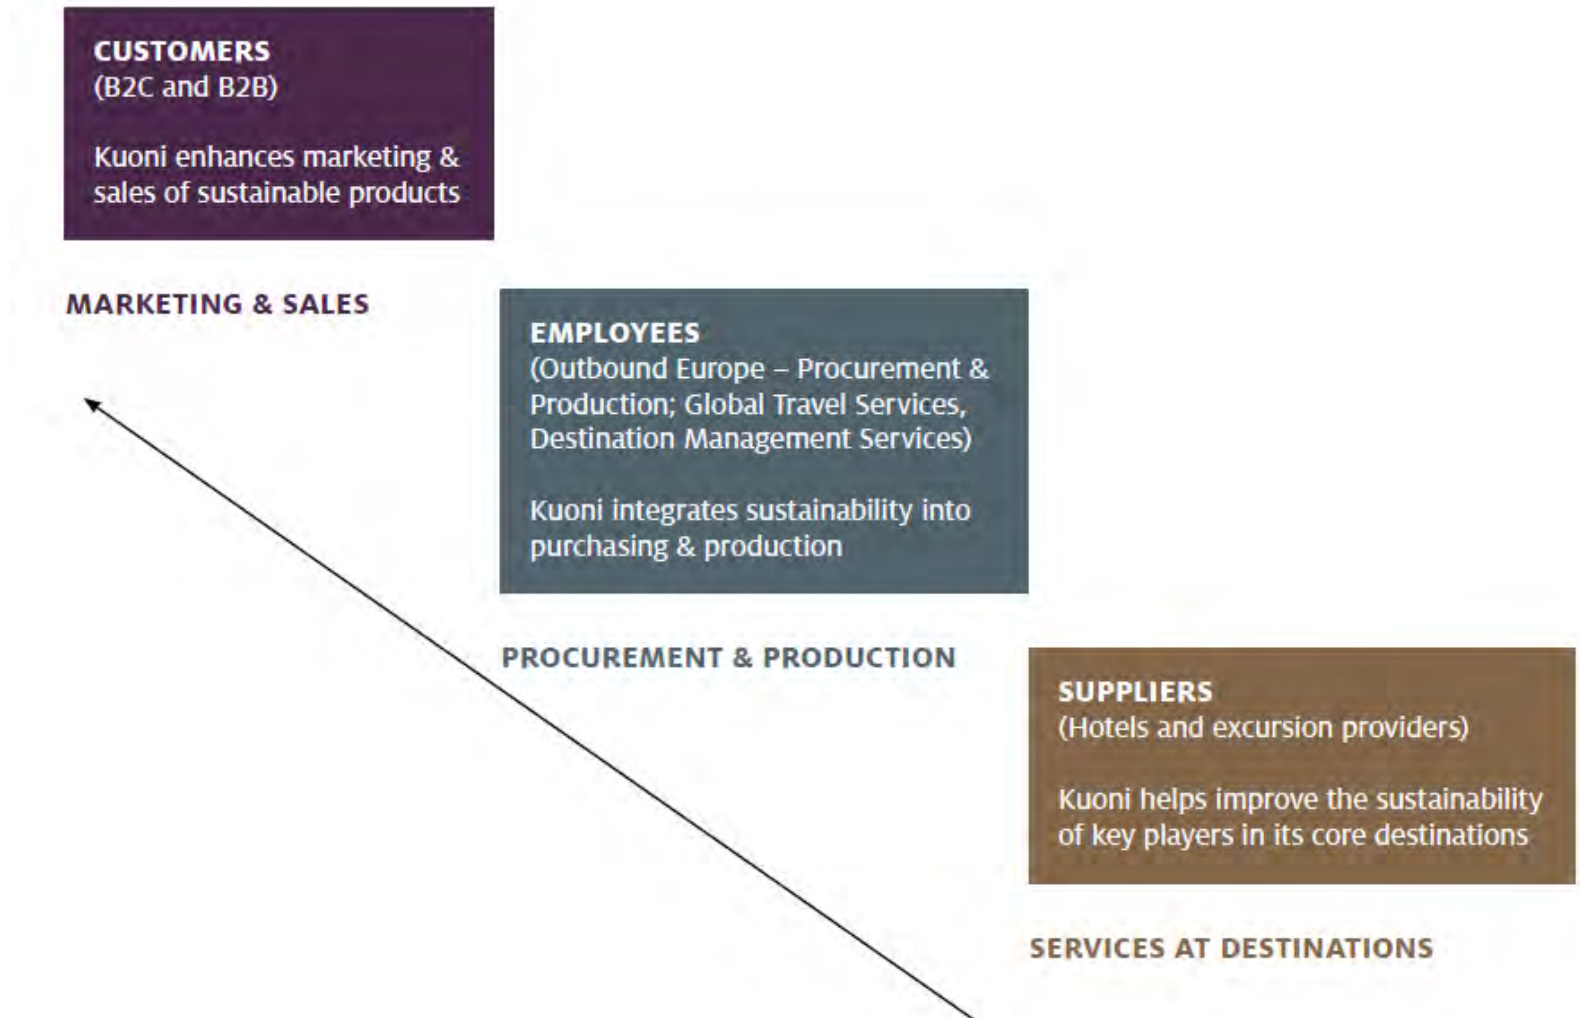 CUSTOMERS
(B2C and B2B)
Kuoni enhances marketing &
sales of sustainable products
MARKETING & SALES
EMPLOYEES
(Outbound Europe – Procurement &
Production; Global Travel Services,
Destination Management Services)
Kuoni integrates sustainability into
purchasing & production
PROCUREMENT & PRODUCTION
SUPPLIERS
(Hotels and excursion providers)
Kuoni helps improve the sustainability
of key players in its core destinations
SERVICES AT DESTINATIONS